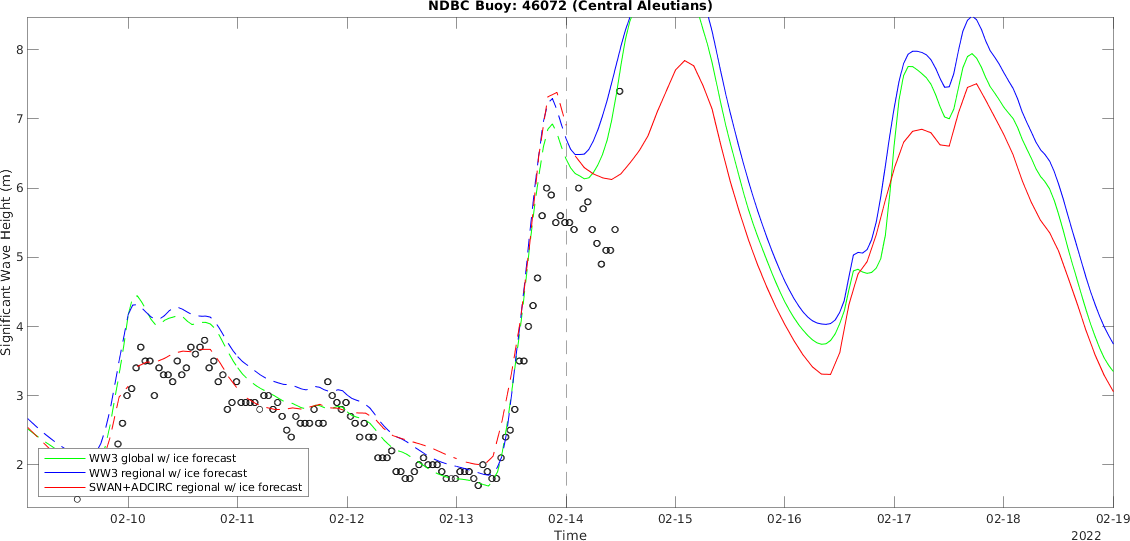 NDBC Buoy: 46072 (Central Aleutians)
Significant Wave Height (m)
8
7
6
5
4
3
2
WW3 global w/ ice forecast
WW3 regional w/ ice forecast
SWAN+ADCIRC regional w/ ice forecast
02-10 02-11 02-12 02-13 02-14 02-15 02-16 02-17 02-18 02-19
Time
2022